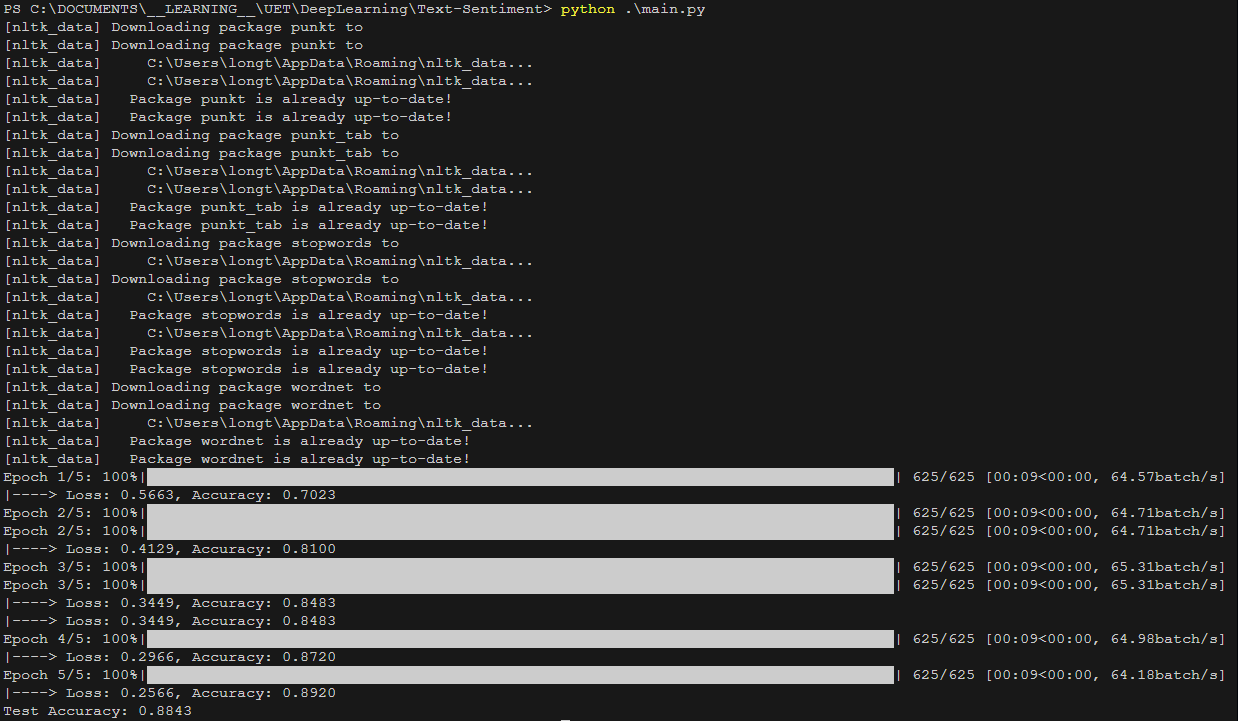 PS C:\DOCUMENTS\__LEARNING__\UET\DeepLearning\Text-Sentiment> python .\main.py
[nltk_data] Downloading package punkt to
[nltk_data] Downloading package punkt to
[nltk_data]     C:\Users\longt\AppData\Roaming\nltk_data...
[nltk_data]     C:\Users\longt\AppData\Roaming\nltk_data...
[nltk_data]   Package punkt is already up-to-date!
[nltk_data]   Package punkt is already up-to-date!
[nltk_data] Downloading package punkt_tab to
[nltk_data] Downloading package punkt_tab to
[nltk_data]     C:\Users\longt\AppData\Roaming\nltk_data...
[nltk_data]     C:\Users\longt\AppData\Roaming\nltk_data...
[nltk_data]   Package punkt_tab is already up-to-date!
[nltk_data]   Package punkt_tab is already up-to-date!
[nltk_data] Downloading package stopwords to
[nltk_data]     C:\Users\longt\AppData\Roaming\nltk_data...
[nltk_data] Downloading package stopwords to
[nltk_data]     C:\Users\longt\AppData\Roaming\nltk_data...
[nltk_data]   Package stopwords is already up-to-date!
[nltk_data]     C:\Users\longt\AppData\Roaming\nltk_data...
[nltk_data]   Package stopwords is already up-to-date!
[nltk_data]   Package stopwords is already up-to-date!
[nltk_data] Downloading package wordnet to
[nltk_data] Downloading package wordnet to
[nltk_data]     C:\Users\longt\AppData\Roaming\nltk_data...
[nltk_data]   Package wordnet is already up-to-date!
[nltk_data]   Package wordnet is already up-to-date!
Epoch 1/5: 100%| | 625/625 [00:09<00:00, 64.57batch/s]
|----> Loss: 0.5663, Accuracy: 0.7023
Epoch 2/5: 100%| | 625/625 [00:09<00:00, 64.71batch/s]
Epoch 2/5: 100%| | 625/625 [00:09<00:00, 64.71batch/s]
|----> Loss: 0.4129, Accuracy: 0.8100
Epoch 3/5: 100%| | 625/625 [00:09<00:00, 65.31batch/s]
Epoch 3/5: 100%| | 625/625 [00:09<00:00, 65.31batch/s]
|----> Loss: 0.3449, Accuracy: 0.8483
|----> Loss: 0.3449, Accuracy: 0.8483
Epoch 4/5: 100%| | 625/625 [00:09<00:00, 64.98batch/s]
|----> Loss: 0.2966, Accuracy: 0.8720
Epoch 5/5: 100%| | 625/625 [00:09<00:00, 64.18batch/s]
|----> Loss: 0.2566, Accuracy: 0.8920
Test Accuracy: 0.8843